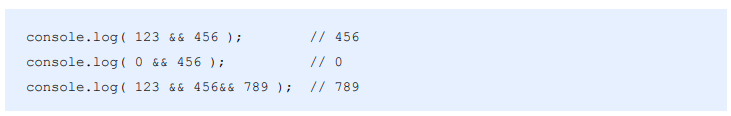 console.log( 123 && 456 );        // 456
console.log( 0 && 456 );          // 0
console.log( 123 && 456&& 789 );  // 789